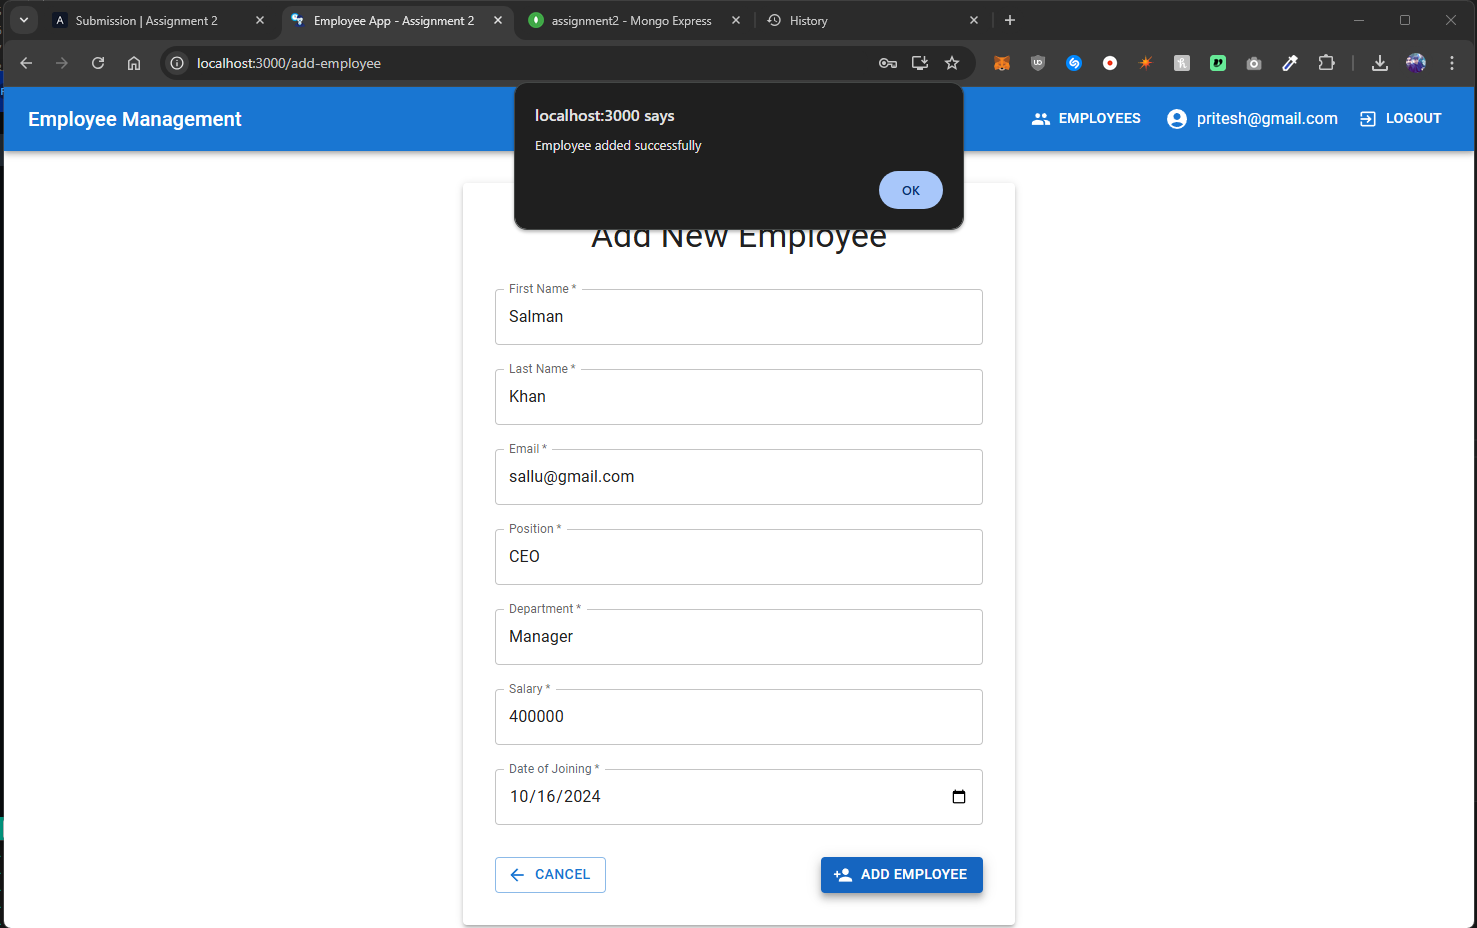 Submission | Assignment 2
Employee App - Assignment 2
assignment2 - Mongo Express
History
localhost:3000/add-employee
Employee Management
EMPLOYEES
pritesh@gmail.com
LOGOUT
localhost:3000 says
Employee added successfully
OK
Add New Employee
First Name *
Salman
Last Name *
Khan
Email *
sallu@gmail.com
Position *
CEO
Department *
Manager
Salary *
400000
Date of Joining *
10/16/2024
CANCEL
ADD EMPLOYEE